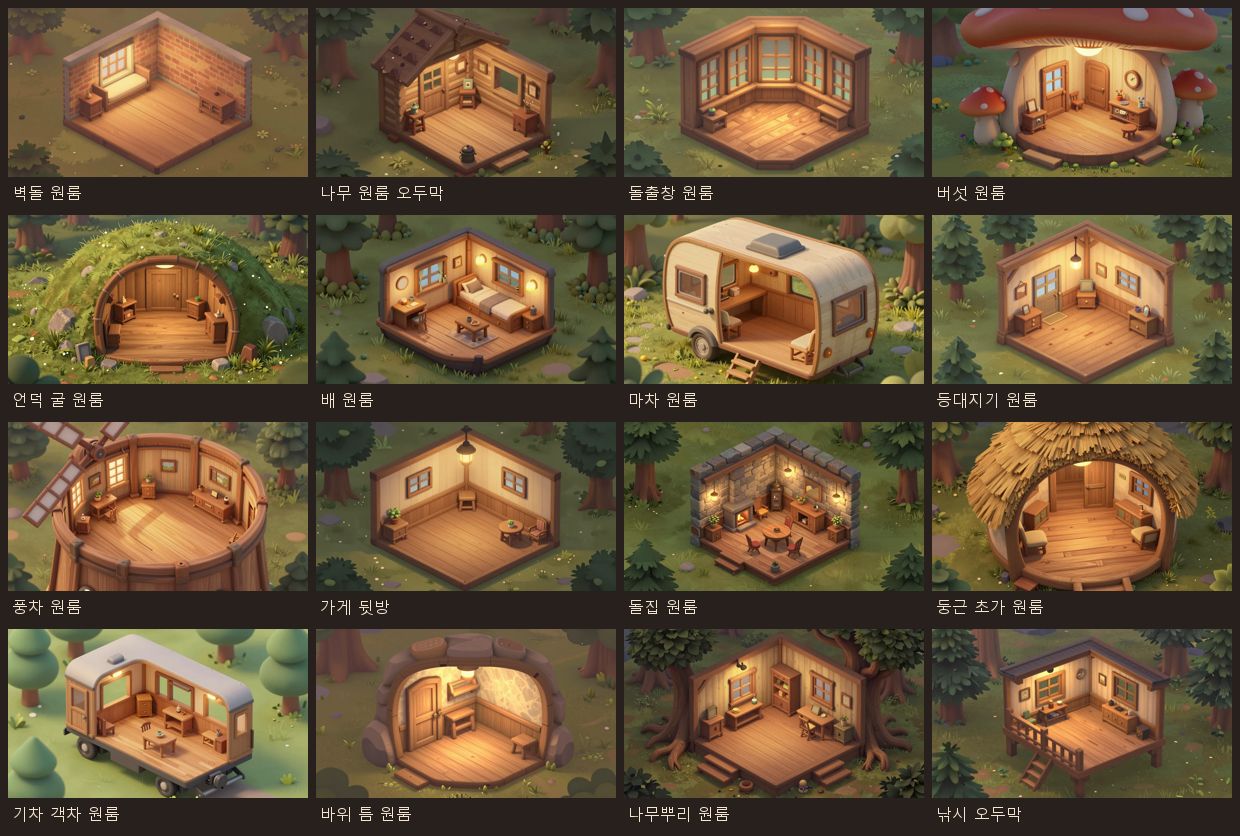 벽돌 원룸
나무 원룸 오두막
돌출창 원룸
버섯 원룸
언덕 굴 원룸
배 원룸
마차 원룸
등대지기 원룸
풍차 원룸
가게 뒷방
돌집 원룸
둥근 초가 원룸
기차 객차 원룸
바위 틈 원룸
나무뿌리 원룸
낚시 오두막